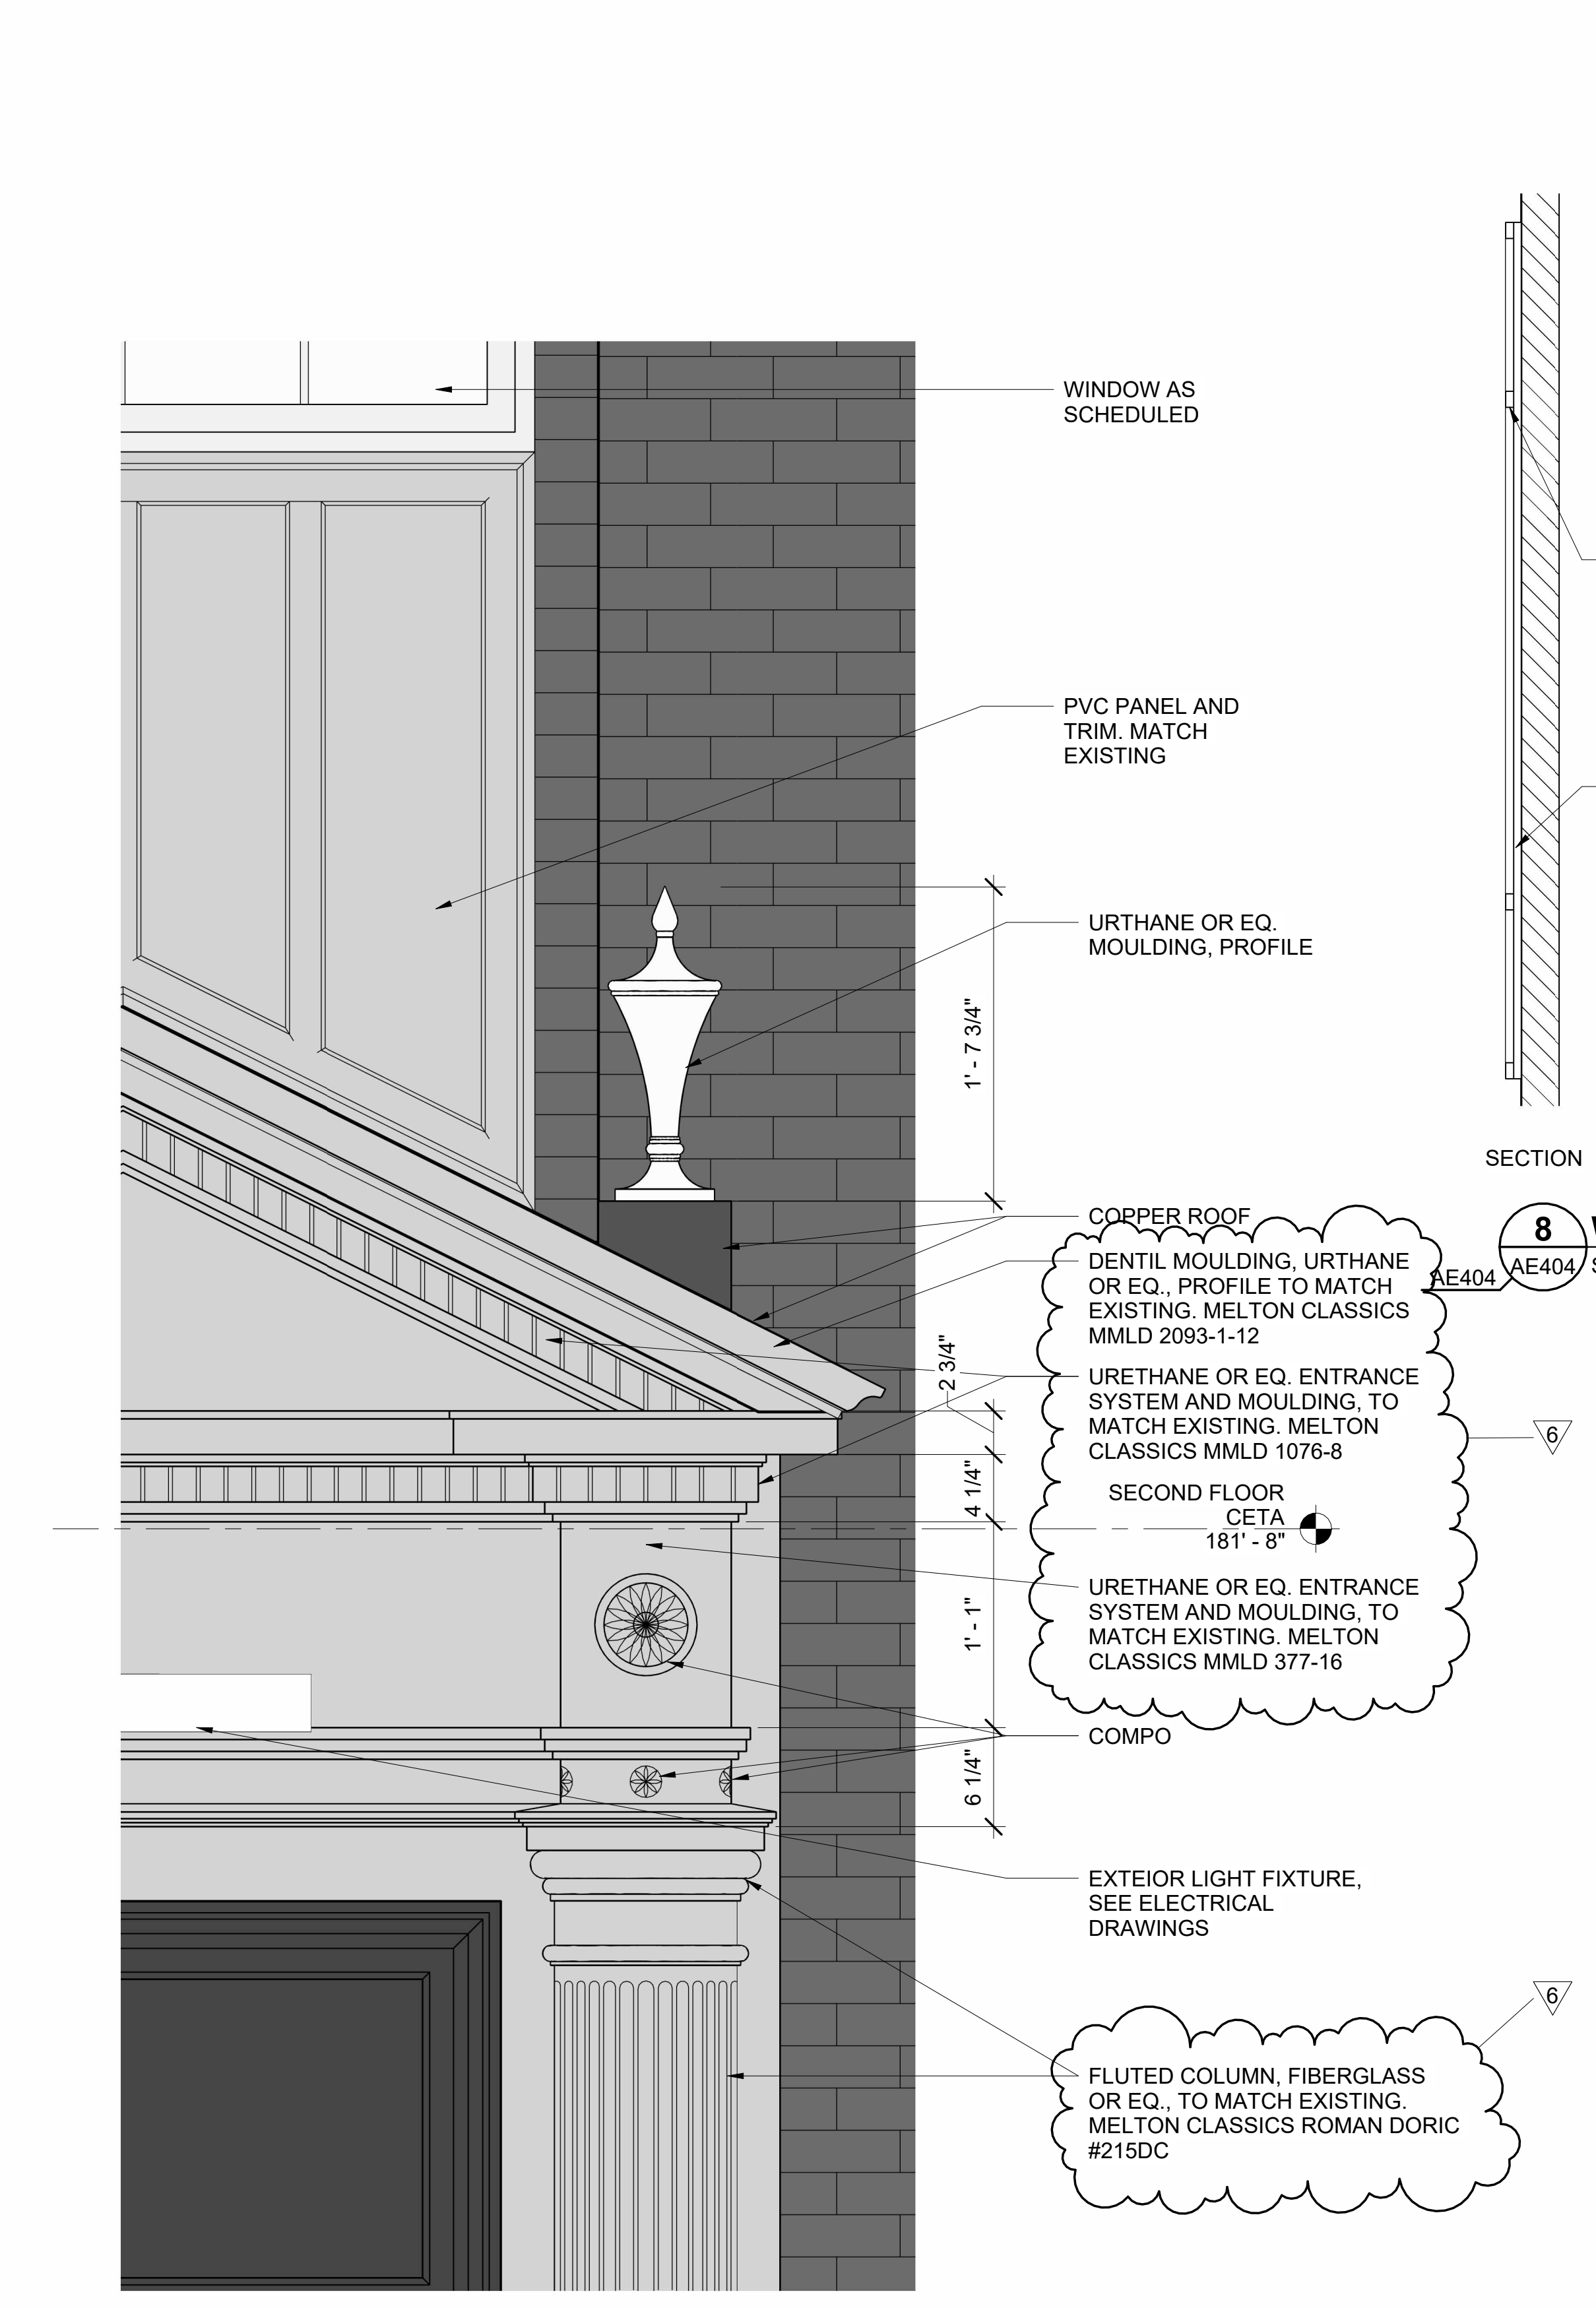 WINDOW AS
SCHEDULED
PVC PANEL AND
TRIM. MATCH
EXISTING
URTHANE OR EQ.
MOULDING, PROFILE
1' - 7 3/4"
SECTION
COPPER ROOF
8
AE404
AE404
DENTIL MOULDING, URTHANE
OR EQ., PROFILE TO MATCH
EXISTING. MELTON CLASSICS
MMLD 2093-1-12
2 3/4"
URETHANE OR EQ. ENTRANCE
SYSTEM AND MOULDING, TO
MATCH EXISTING. MELTON
CLASSICS MMLD 1076-8
6
4 1/4"
SECOND FLOOR
CETA
181' - 8"
1' - 1"
URETHANE OR EQ. ENTRANCE
SYSTEM AND MOULDING, TO
MATCH EXISTING. MELTON
CLASSICS MMLD 377-16
COMPO
6 1/4"
EXTEIOR LIGHT FIXTURE,
SEE ELECTRICAL
DRAWINGS
6
FLUTED COLUMN, FIBERGLASS
OR EQ., TO MATCH EXISTING.
MELTON CLASSICS ROMAN DORIC
#215DC